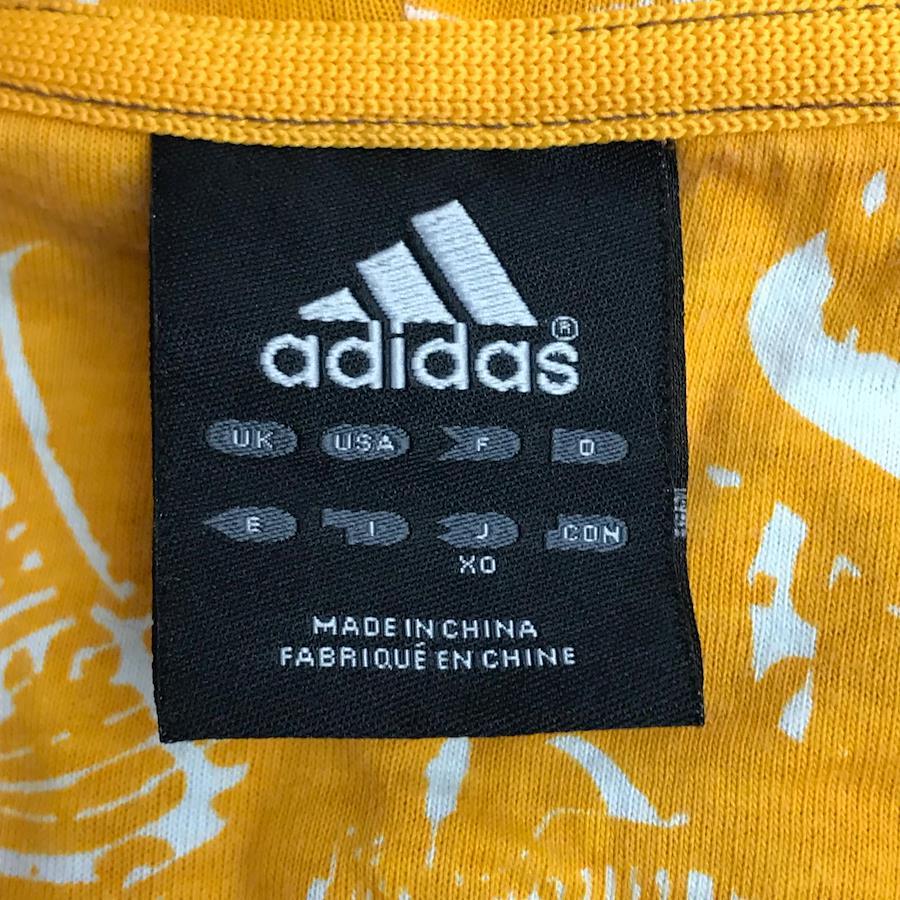 adidas®
UK USA F D
E I J CON
XO
MADE IN CHINA
FABRIQUÉ EN CHINE